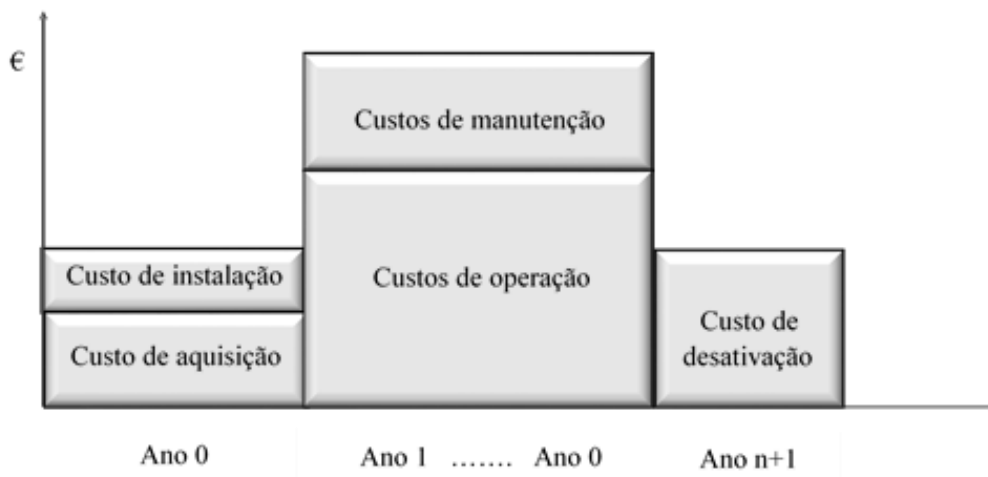 €
Custos de manutenção
Custo de instalação
Custos de operação
Custo de aquisição
Custo de
desativação
Ano 0
Ano 1 ....... Ano 0
Ano n+1